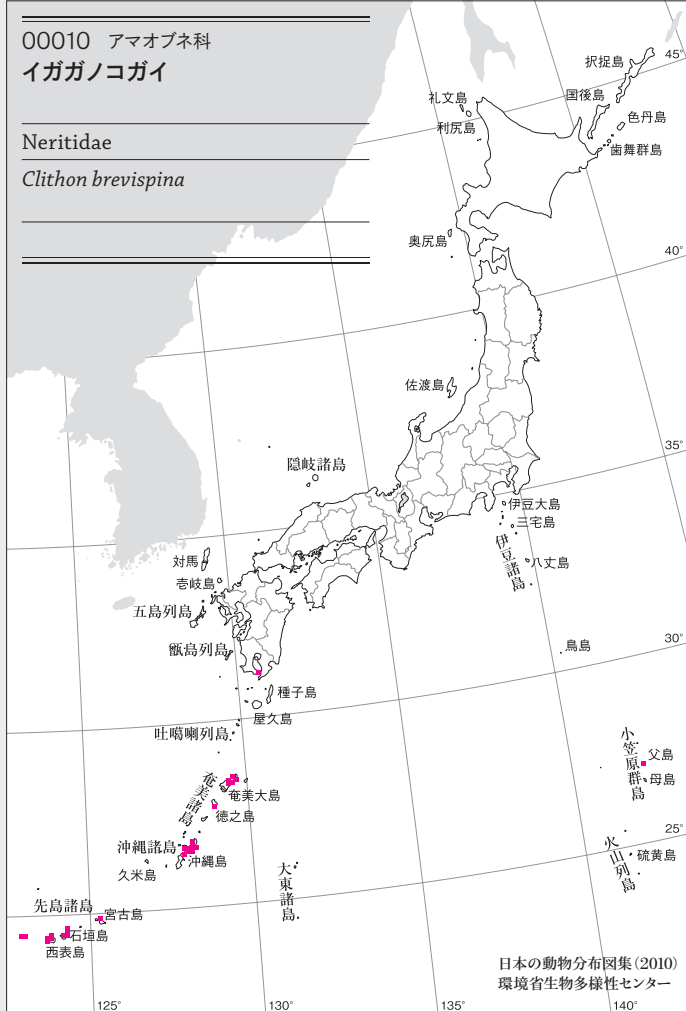 00010 アマオブネ科
イガガノコガイ
Neritidae
Clithon brevispina
45°
択捉島
国後島
礼文島
色丹島
利尻島
歯舞群島
奥尻島
40°
佐渡島
35°
隠岐諸島
伊豆大島
三宅島
伊豆諸島
八丈島
対馬
壱岐島
五島列島
甑島列島
鳥島
30°
種子島
屋久島
吐噶喇列島
小笠原群島
父島
母島
奄美諸島
奄美大島
徳之島
25°
沖縄諸島
沖縄島
久米島
火山列島
硫黄島
大東諸島
先島諸島
宮古島
石垣島
西表島
日本の動物分布図集(2010)
環境省生物多様性センター
125°
130°
135°
140°